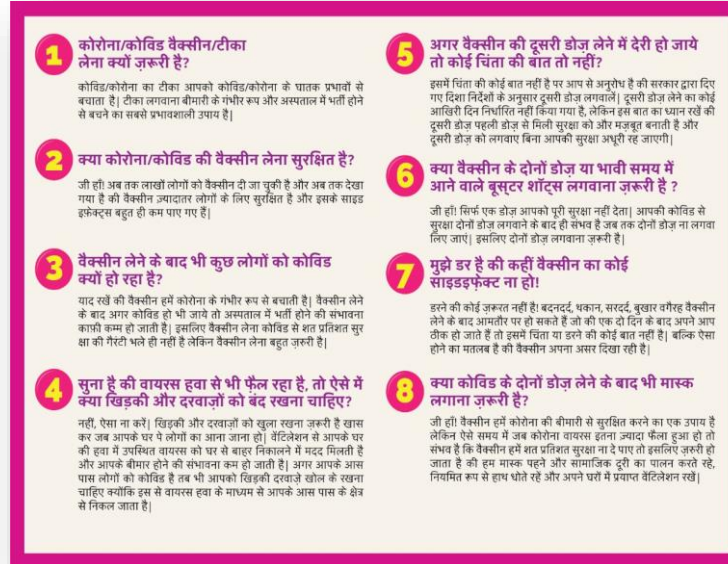 1
कोरोना/कोविड वैक्सीन/टीका
लेना क्यों ज़रूरी है?
कोविड/कोरोना का टीका आपको कोविड/कोरोना के घातक प्रभावों से
बचाता है| टीका लगवाना बीमारी के गंभीर रूप और अस्पताल में भर्ती होने
से बचने का सबसे प्रभावशाली उपाय है|
2
क्या कोरोना/कोविड की वैक्सीन लेना सुरक्षित है?
जी हाँ! अब तक लाखों लोगों को वैक्सीन दी जा चुकी है और अब तक देखा
गया है की वैक्सीन ज़्यादातर लोगों के लिए सुरक्षित है और इसके साइड
इफ़ेक्ट्स बहुत ही कम पाए गए हैं|
3
वैक्सीन लेने के बाद भी कुछ लोगों को कोविड
क्यों हो रहा है?
याद रखें की वैक्सीन हमें कोरोना के गंभीर रूप से बचाती है| वैक्सीन लेने
के बाद अगर कोविड हो भी जाये तो अस्पताल में भर्ती होने की संभावना
काफ़ी कम्म हो जाती है| इसलिए वैक्सीन लेना कोविड से शत प्रतिशत सुर
क्षा की गैरंटी भले ही नहीं है लेकिन वैक्सीन लेना बहुत ज़रुरी है|
4
सुना है की वायरस हवा से भी फ़ैल रहा है, तो ऐसे में
क्या खिड़की और दरवाज़ों को बंद रखना चाहिए?
नहीं, ऐसा ना करें| खिड़की और दरवाज़ों को खुला रखना ज़रूरी है खास
कर जब आपके घर पे लोगों का आना जाना हो| वेंटिलेशन से आपके घर
की हवा में उपस्थित वायरस को घर से बाहर निकालने में मदद मिलती है
और आपके बीमार होने की संभावना कम हो जाती है| अगर आपके आस
पास लोगों को कोविड है तब भी आपको खिड़की दरवाज़े खोल के रखना
चाहिए क्योंकि इस से वायरस हवा के माध्यम से आपके आस पास के क्षेत्र
से निकल जाता है|
5
अगर वैक्सीन की दूसरी डोज़ लेने में देरी हो जाये
तो कोई चिंता की बात तो नहीं?
इसमें चिंता की कोई बात नहीं है पर आप से अनुरोध है की सरकार द्वारा दिए
गए दिशा निर्देशों के अनुसार दूसरी डोज़ लगवालें| दूसरी डोज़ लेने का कोई
आखिरी दिन निर्धारित नहीं किया गया है, लेकिन इस बात का ध्यान रखें की
दूसरी डोज़ पहली डोज़ से मिली सुरक्षा को और मज़बूत बनाती है और
दूसरी डोज़ को लगवाए बिना आपकी सुरक्षा अधूरी रह जाएगी|
6
क्या वैक्सीन के दोनों डोज़ या भावी समय में
आने वाले बूस्टर शॉट्स लगवाना ज़रूरी है ?
जी हाँ! सिर्फ एक डोज़ आपको पूरी सुरक्षा नहीं देता| आपकी कोविड से
सुरक्षा दोनों डोज़ लगवाने के बाद ही संभव है जब तक दोनों डोज़ ना लगवा
लिए जाएं| इसलिए दोनों डोज़ लगवाना ज़रूरी है|
7
मुझे डर है की कहीं वैक्सीन का कोई
साइडइफ़ेक्ट ना हो!
डरने की कोई ज़रूरत नहीं है! बदनदर्द, थकान, सरदर्द, बुखार वगैरह वैक्सीन
लेने के बाद आमतौर पर हो सकते हैं जो की एक दो दिन के बाद अपने आप
ठीक हो जाते हैं तो इसमें चिंता या डरने की कोई बात नहीं है| बल्कि ऐसा
होने का मतलब है की वैक्सीन अपना असर दिखा रही है|
8
क्या कोविड के दोनों डोज़ लेने के बाद भी मास्क
लगाना ज़रूरी है?
जी हाँ! वैक्सीन हमें कोरोना की बीमारी से सुरक्षित करने का एक उपाय है
लेकिन ऐसे समय में जब कोरोना वायरस इतना ज़्यादा फैला हुआ हो तो
संभव है कि वैक्सीन हमें शत प्रतिशत सुरक्षा ना दे पाए तो इसलिए ज़रुरी हो
जाता है की हम मास्क पहने और सामाजिक दूरी का पालन करते रहे,
नियमित रूप से हाथ धोते रहें और अपने घरों में प्रयाप्त वेंटिलेशन रखें|